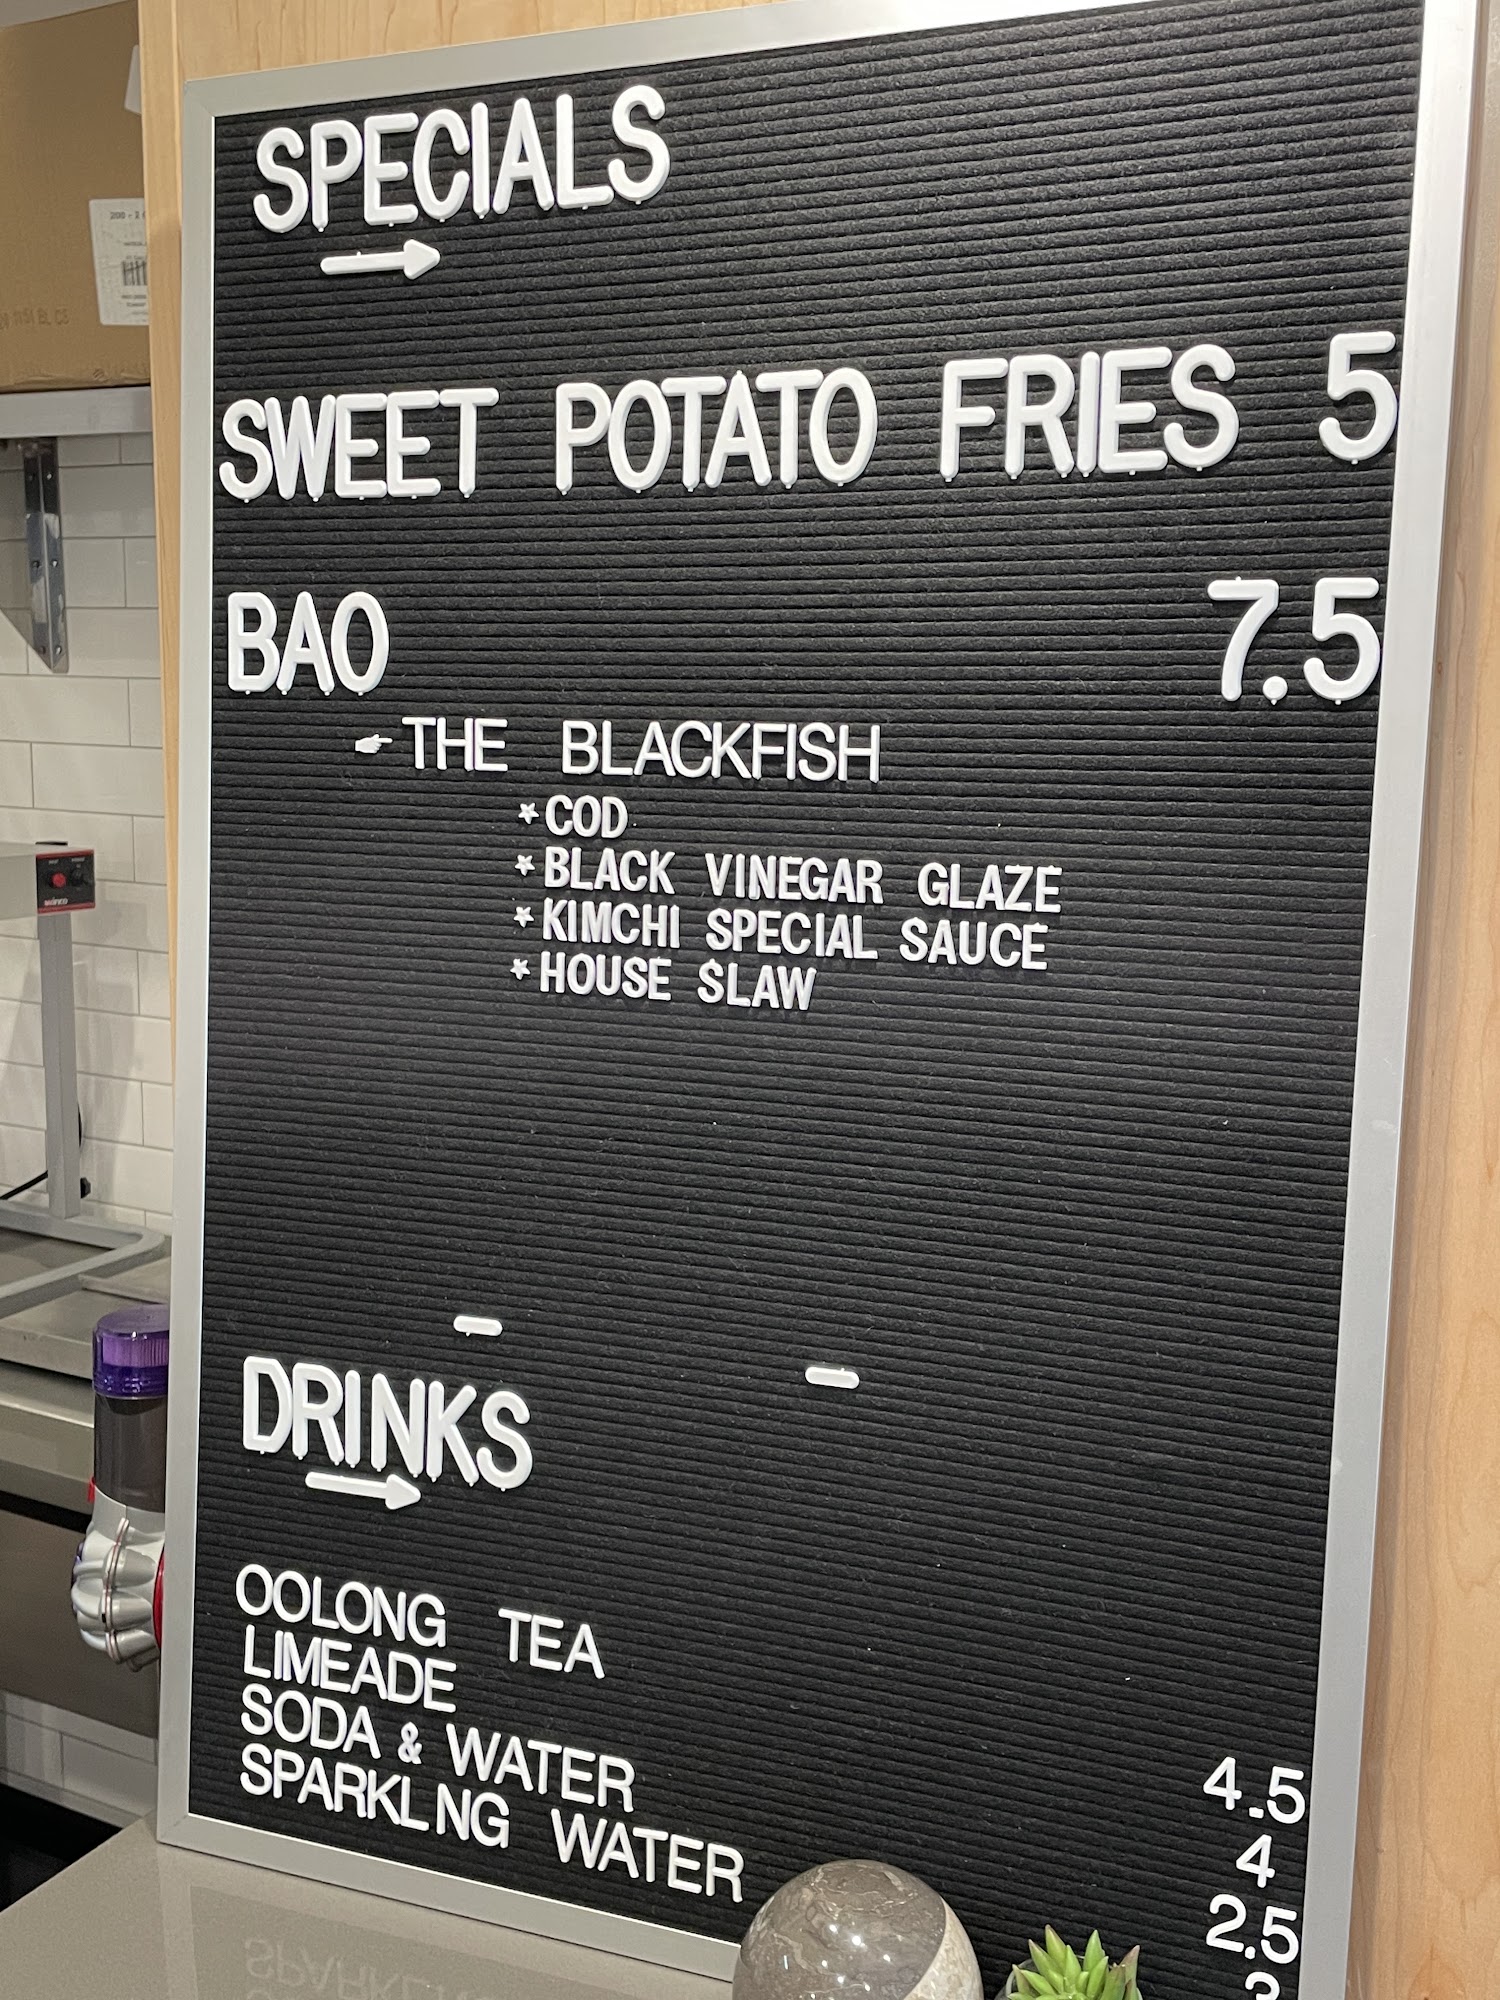 SPECIALS
SWEET POTATO FRIES 5
BAO 7.5
THE BLACKFISH
*COD
*BLACK VINEGAR GLAZE
*KIMCHI SPECIAL SAUCE
*HOUSE SLAW
-
-
DRINKS
OOLONG TEA 4.5
LIMEADE 4
SODA & WATER 2.5
SPARKLNG WATER